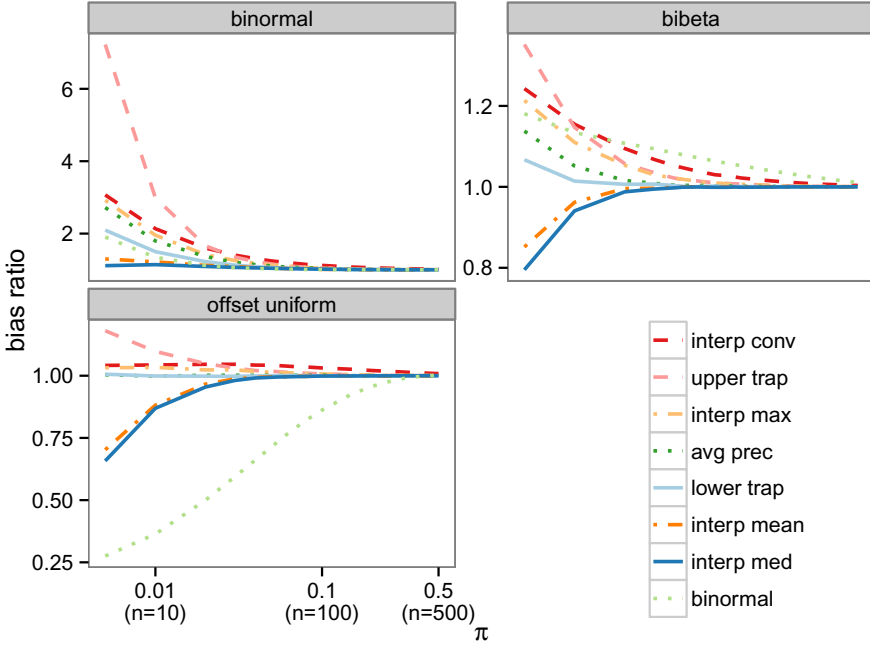 binormal
bibeta
6
4
2
1.2
1.0
0.8
bias ratio
offset uniform
1.00
0.75
0.50
0.25
0.01 0.1 0.5
(n=10) (n=100) (n=500)
π
interp conv
upper trap
interp max
avg prec
lower trap
interp mean
interp med
binormal